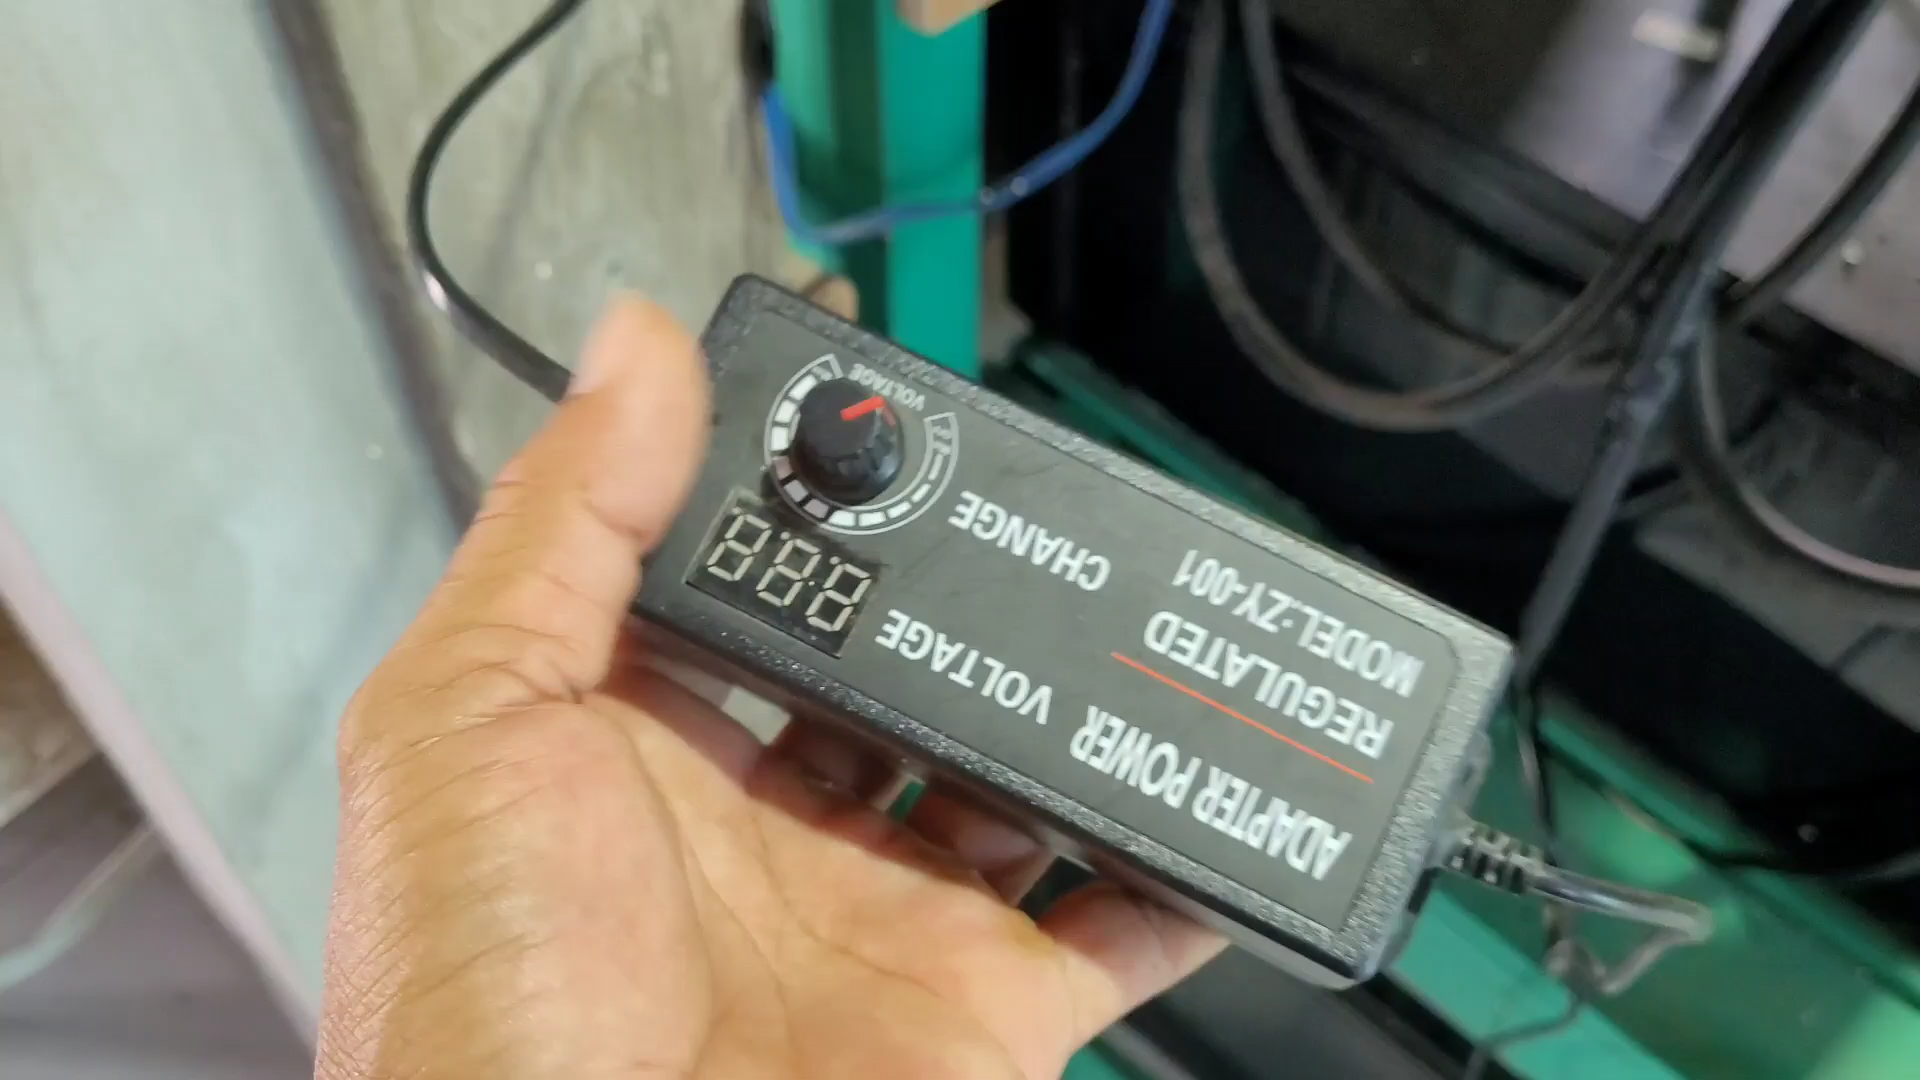 ADAPTER POWER
REGULATED
MODEL:ZY-001
VOLTAGE
CHANGE
VOLTAGE